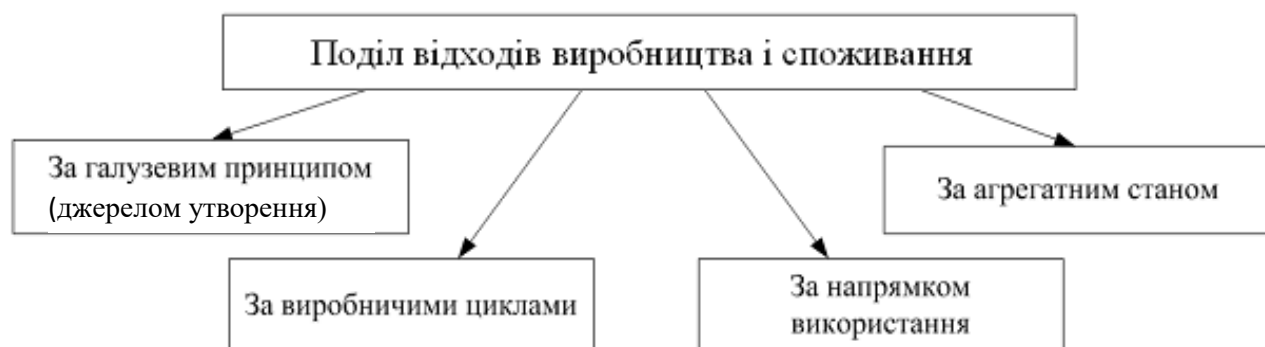 Поділ відходів виробництва і споживання
За галузевим принципом
(джерелом утворення)
За агрегатним станом
За виробничими циклами
За напрямком
використання